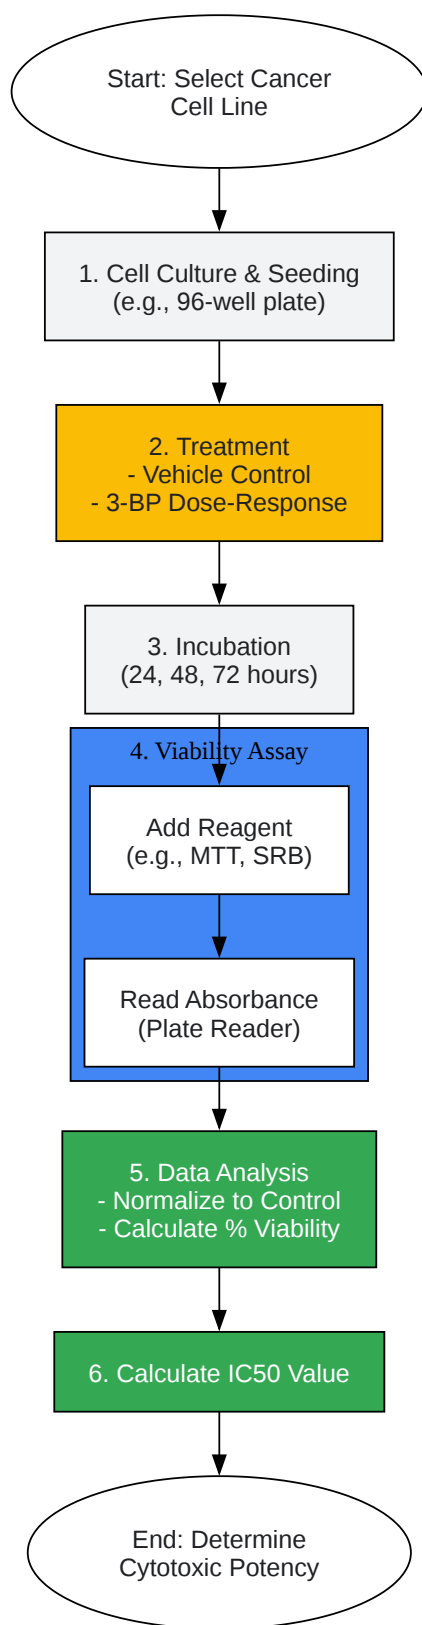 Start: Select Cancer
Cell Line
1. Cell Culture & Seeding
(e.g., 96-well plate)
2. Treatment
- Vehicle Control
- 3-BP Dose-Response
3. Incubation
(24, 48, 72 hours)
4. Viability Assay
Add Reagent
(e.g., MTT, SRB)
Read Absorbance
(Plate Reader)
5. Data Analysis
- Normalize to Control
- Calculate % Viability
6. Calculate IC50 Value
End: Determine
Cytotoxic Potency